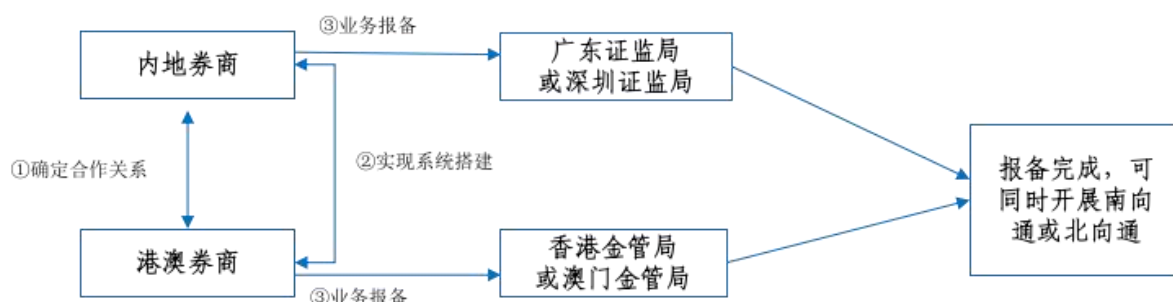 ③业务报备
内地券商
广东证监局
或深圳证监局
①确定合作关系
②实现系统搭建
报备完成，可
同时开展南向
通或北向通
港澳券商
香港金管局
或澳门金管局
③业务报备